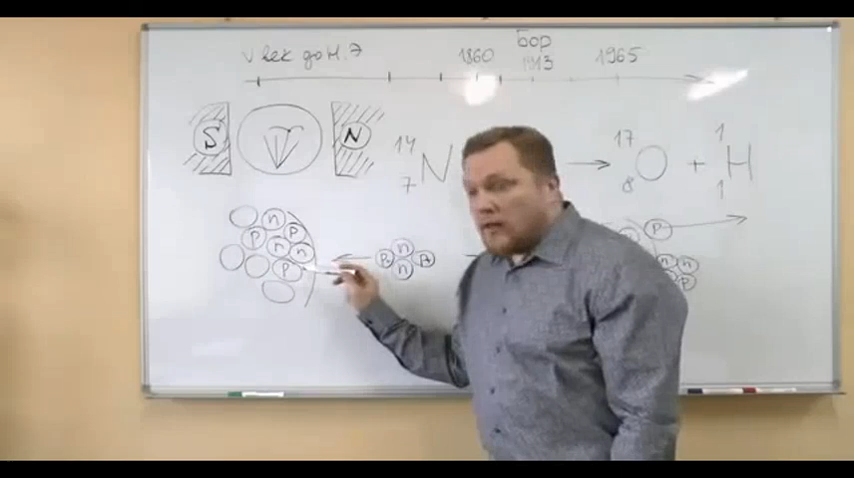 V век до н.э
1860 Бор 1913 1965
S N
14 7 N → 17 8 O + 1 1 H
n p p n n p
n p p n
p
n n p p